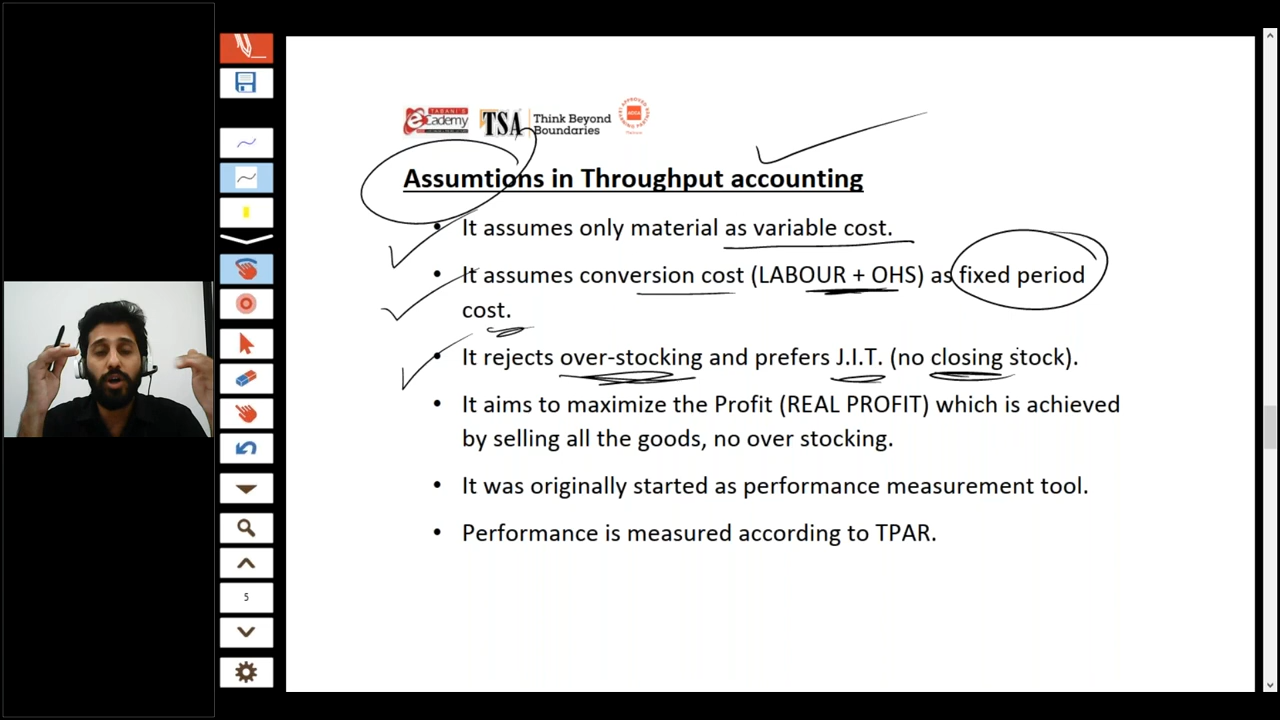 TABANI'S
eCademy
TSA
Think Beyond
Boundaries
ACCA
Assumtions in Throughput accounting
• It assumes only material as variable cost.
• It assumes conversion cost (LABOUR + OHS) as fixed period
cost.
• It rejects over-stocking and prefers J.I.T. (no closing stock).
• It aims to maximize the Profit (REAL PROFIT) which is achieved
by selling all the goods, no over stocking.
• It was originally started as performance measurement tool.
• Performance is measured according to TPAR.
5